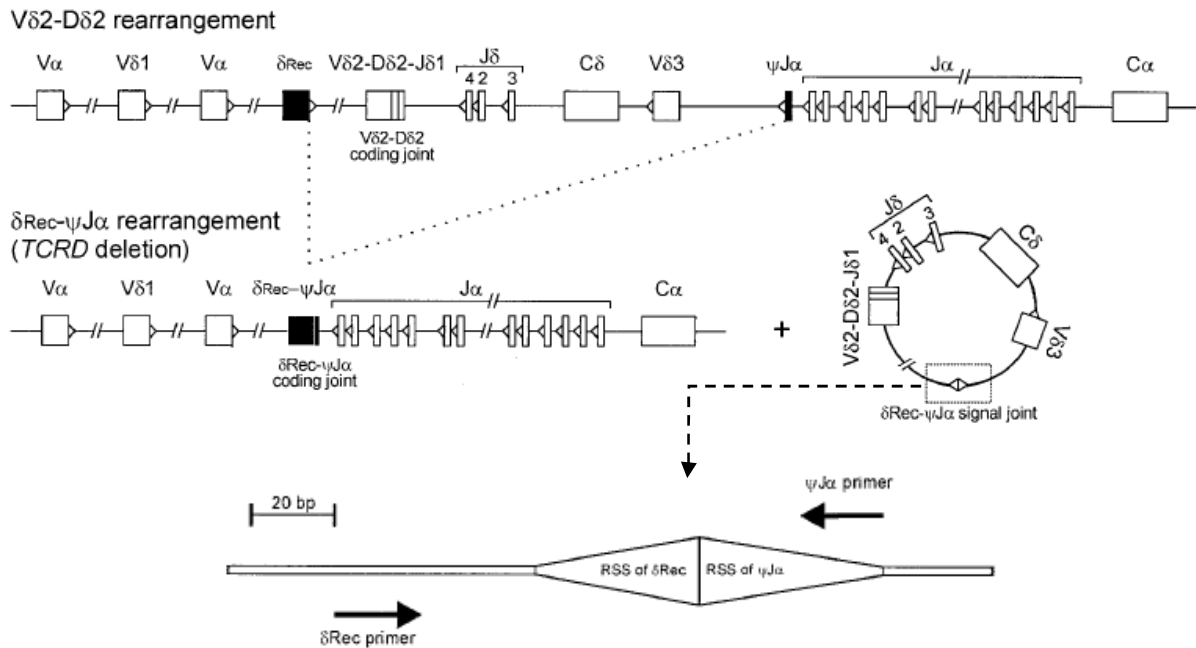 Vδ2-Dδ2 rearrangement
Vα Vδ1 Vα δRec Vδ2-Dδ2-Jδ1 Jδ Cδ Vδ3 ψJα Jα Cα
4 2 3
Vδ2-Dδ2
coding joint
δRec-ψJα rearrangement
(TCRD deletion)
Vα Vδ1 Vα δRec–ψJα Jα Cα
δRec-ψJα
coding joint
+
Vδ2-Dδ2-Jδ1
Jδ
4 2 3
Cδ
Vδ3
δRec-ψJα signal joint
20 bp
ψJα primer
RSS of δRec RSS of ψJα
δRec primer